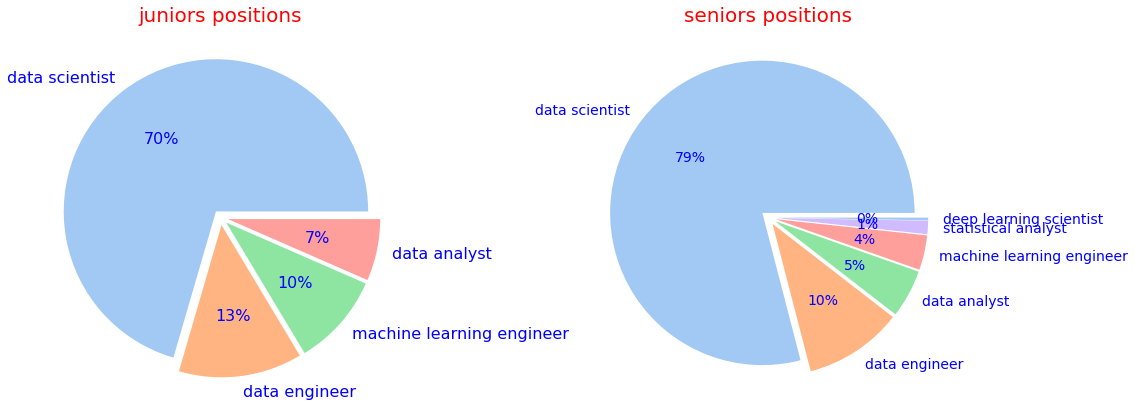 juniors positions
data scientist
70%
7%
data analyst
10%
13%
machine learning engineer
data engineer
seniors positions
data scientist
79%
0%
deep learning scientist
1%
statistical analyst
4%
machine learning engineer
5%
data analyst
10%
data engineer